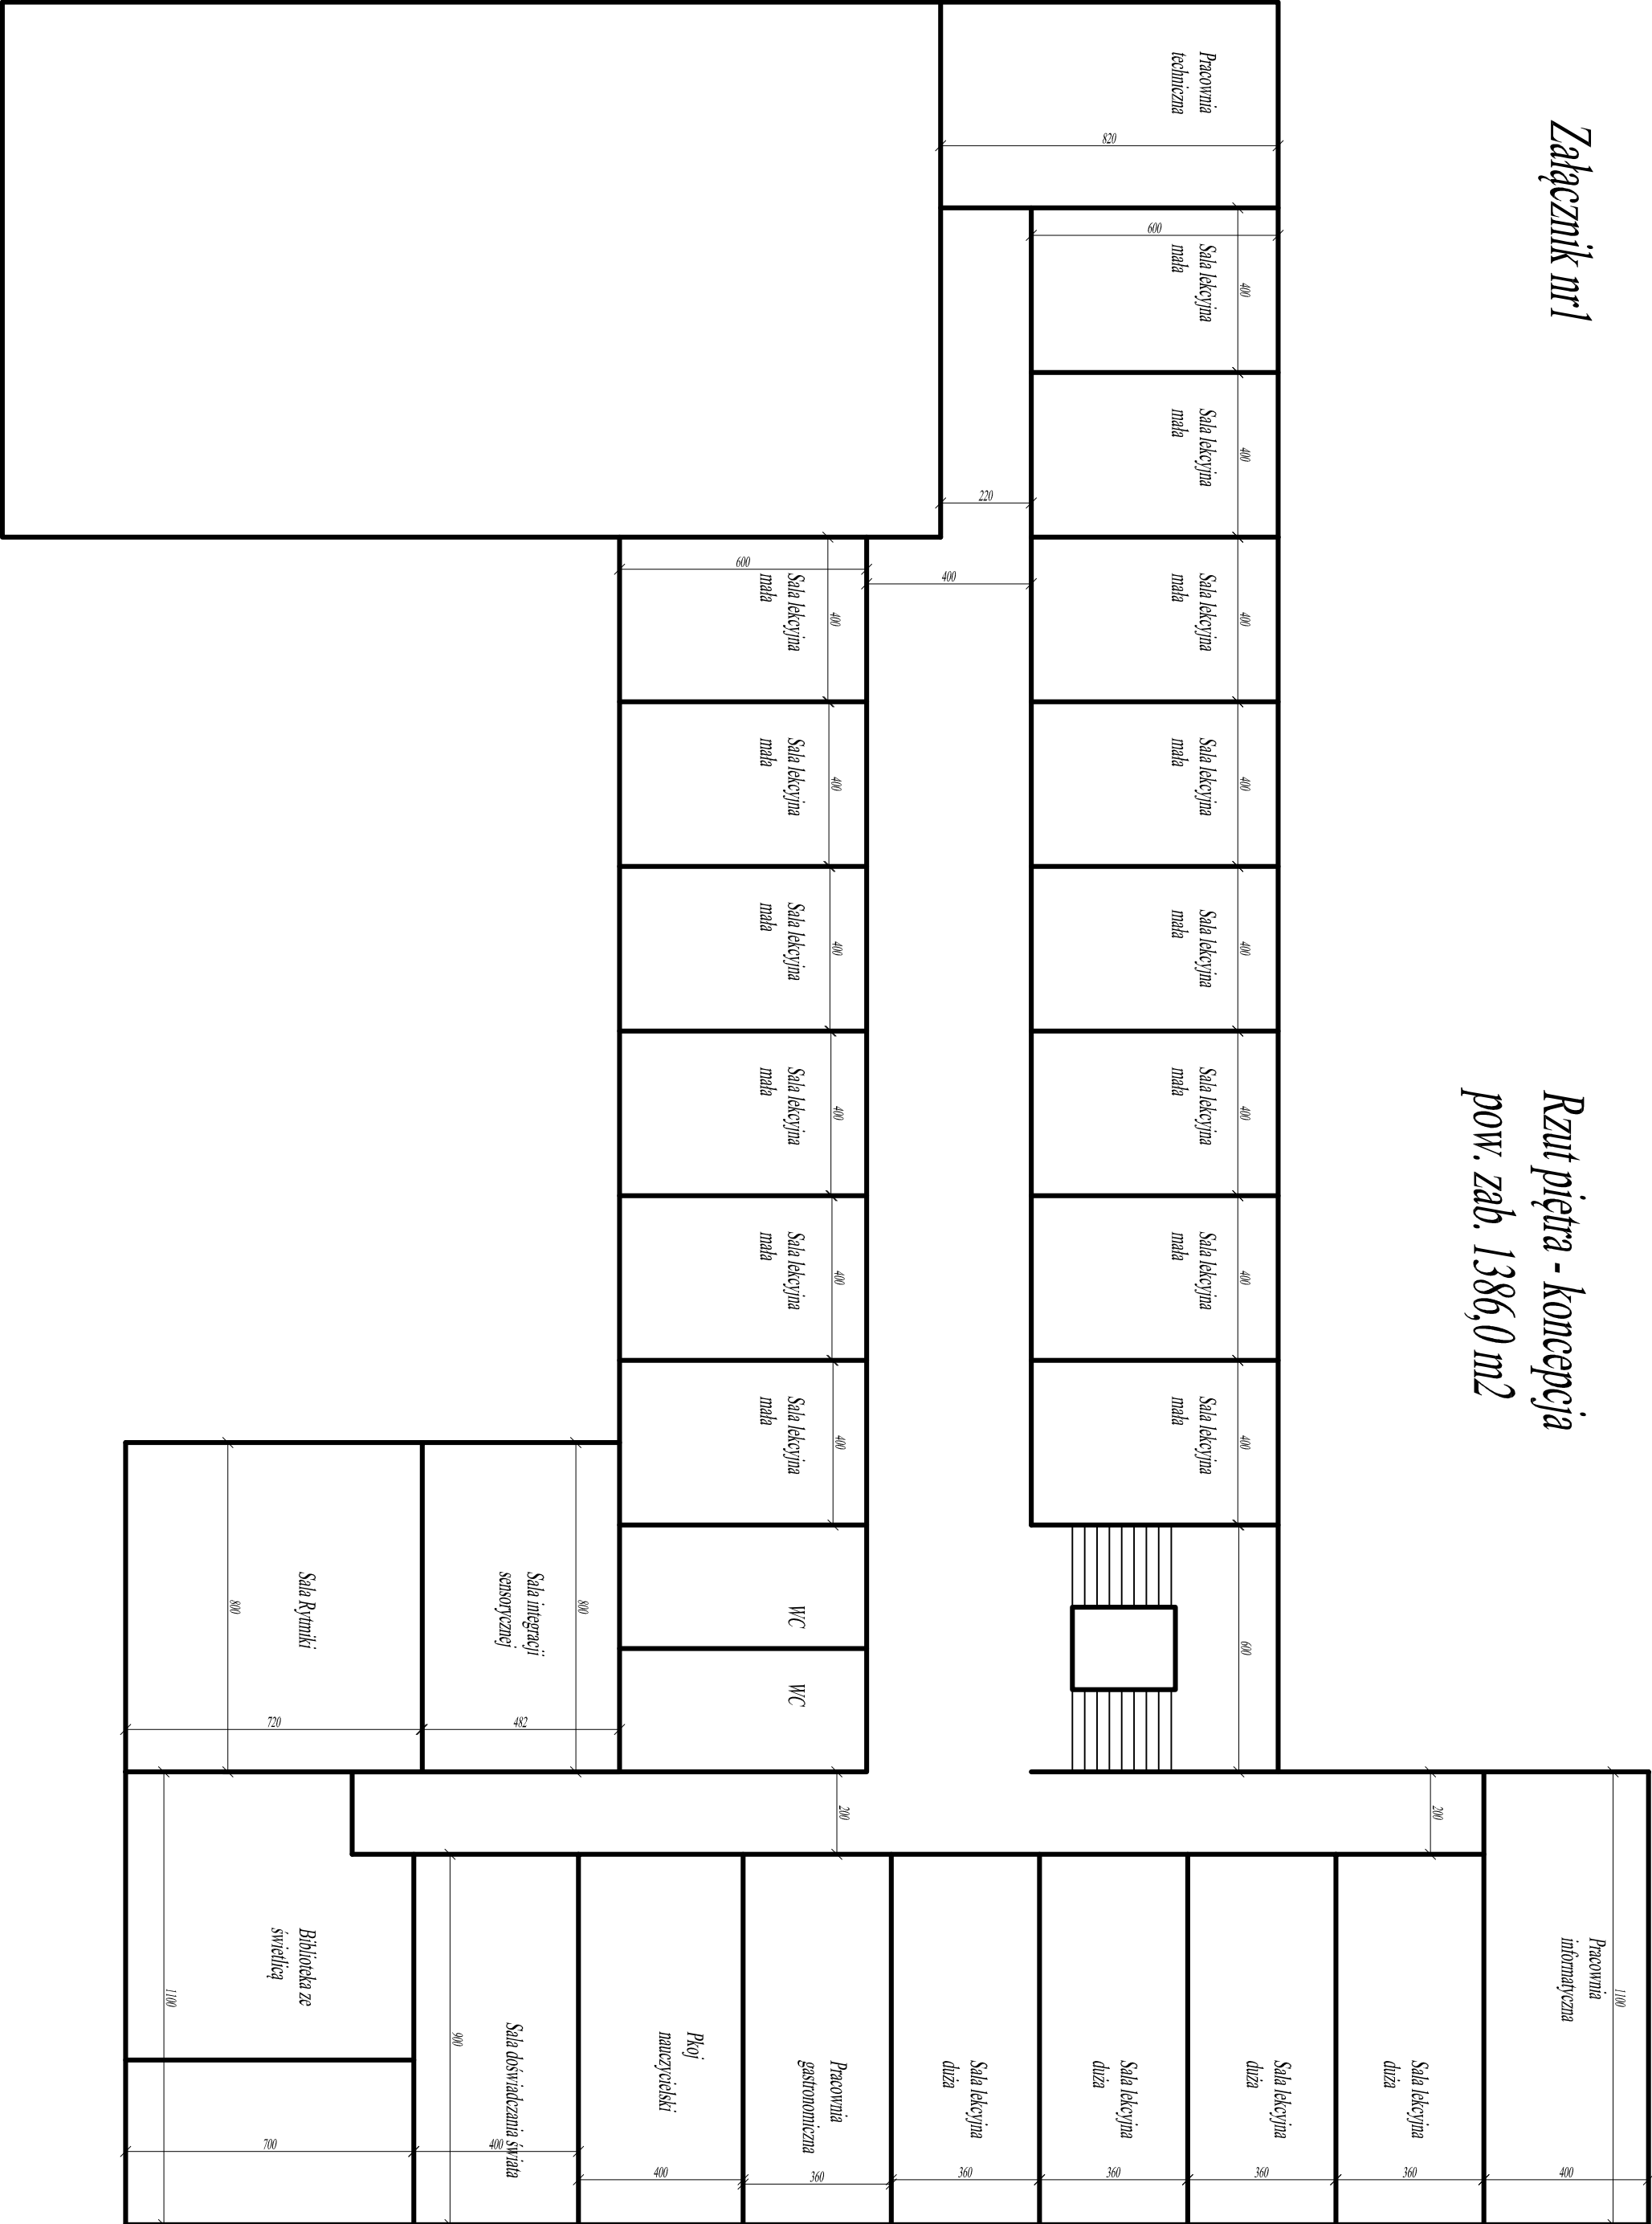 Załącznik nr1
Rzut piętra - koncepcja
pow. zab. 1386,0 m2
Pracownia
techniczna
820
600
400
Sala lekcyjna
mała
400
Sala lekcyjna
mała
400
Sala lekcyjna
mała
400
Sala lekcyjna
mała
400
Sala lekcyjna
mała
400
Sala lekcyjna
mała
400
Sala lekcyjna
mała
400
Sala lekcyjna
mała
600
220
400
600
400
Sala lekcyjna
mała
400
Sala lekcyjna
mała
400
Sala lekcyjna
mała
400
Sala lekcyjna
mała
400
Sala lekcyjna
mała
400
Sala lekcyjna
mała
WC
WC
800
Sala integracji
sensorycznej
482
800
Sala Rytmiki
720
1100
Pracownia
informatyczna
400
200
Sala lekcyjna
duża
360
Sala lekcyjna
duża
360
Sala lekcyjna
duża
360
Sala lekcyjna
duża
360
200
Pracownia
gastronomiczna
360
Pkoj
nauczycielski
400
Sala doświadczania świata
400
900
Biblioteka ze
świetlicą
700
1100